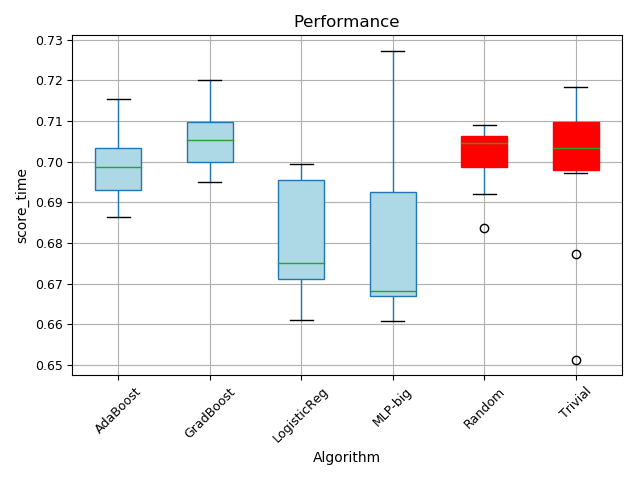 Performance
0.73
0.72
0.71
0.70
0.69
0.68
0.67
0.66
0.65
score_time
AdaBoost
GradBoost
LogisticReg
MLP-big
Random
Trivial
Algorithm